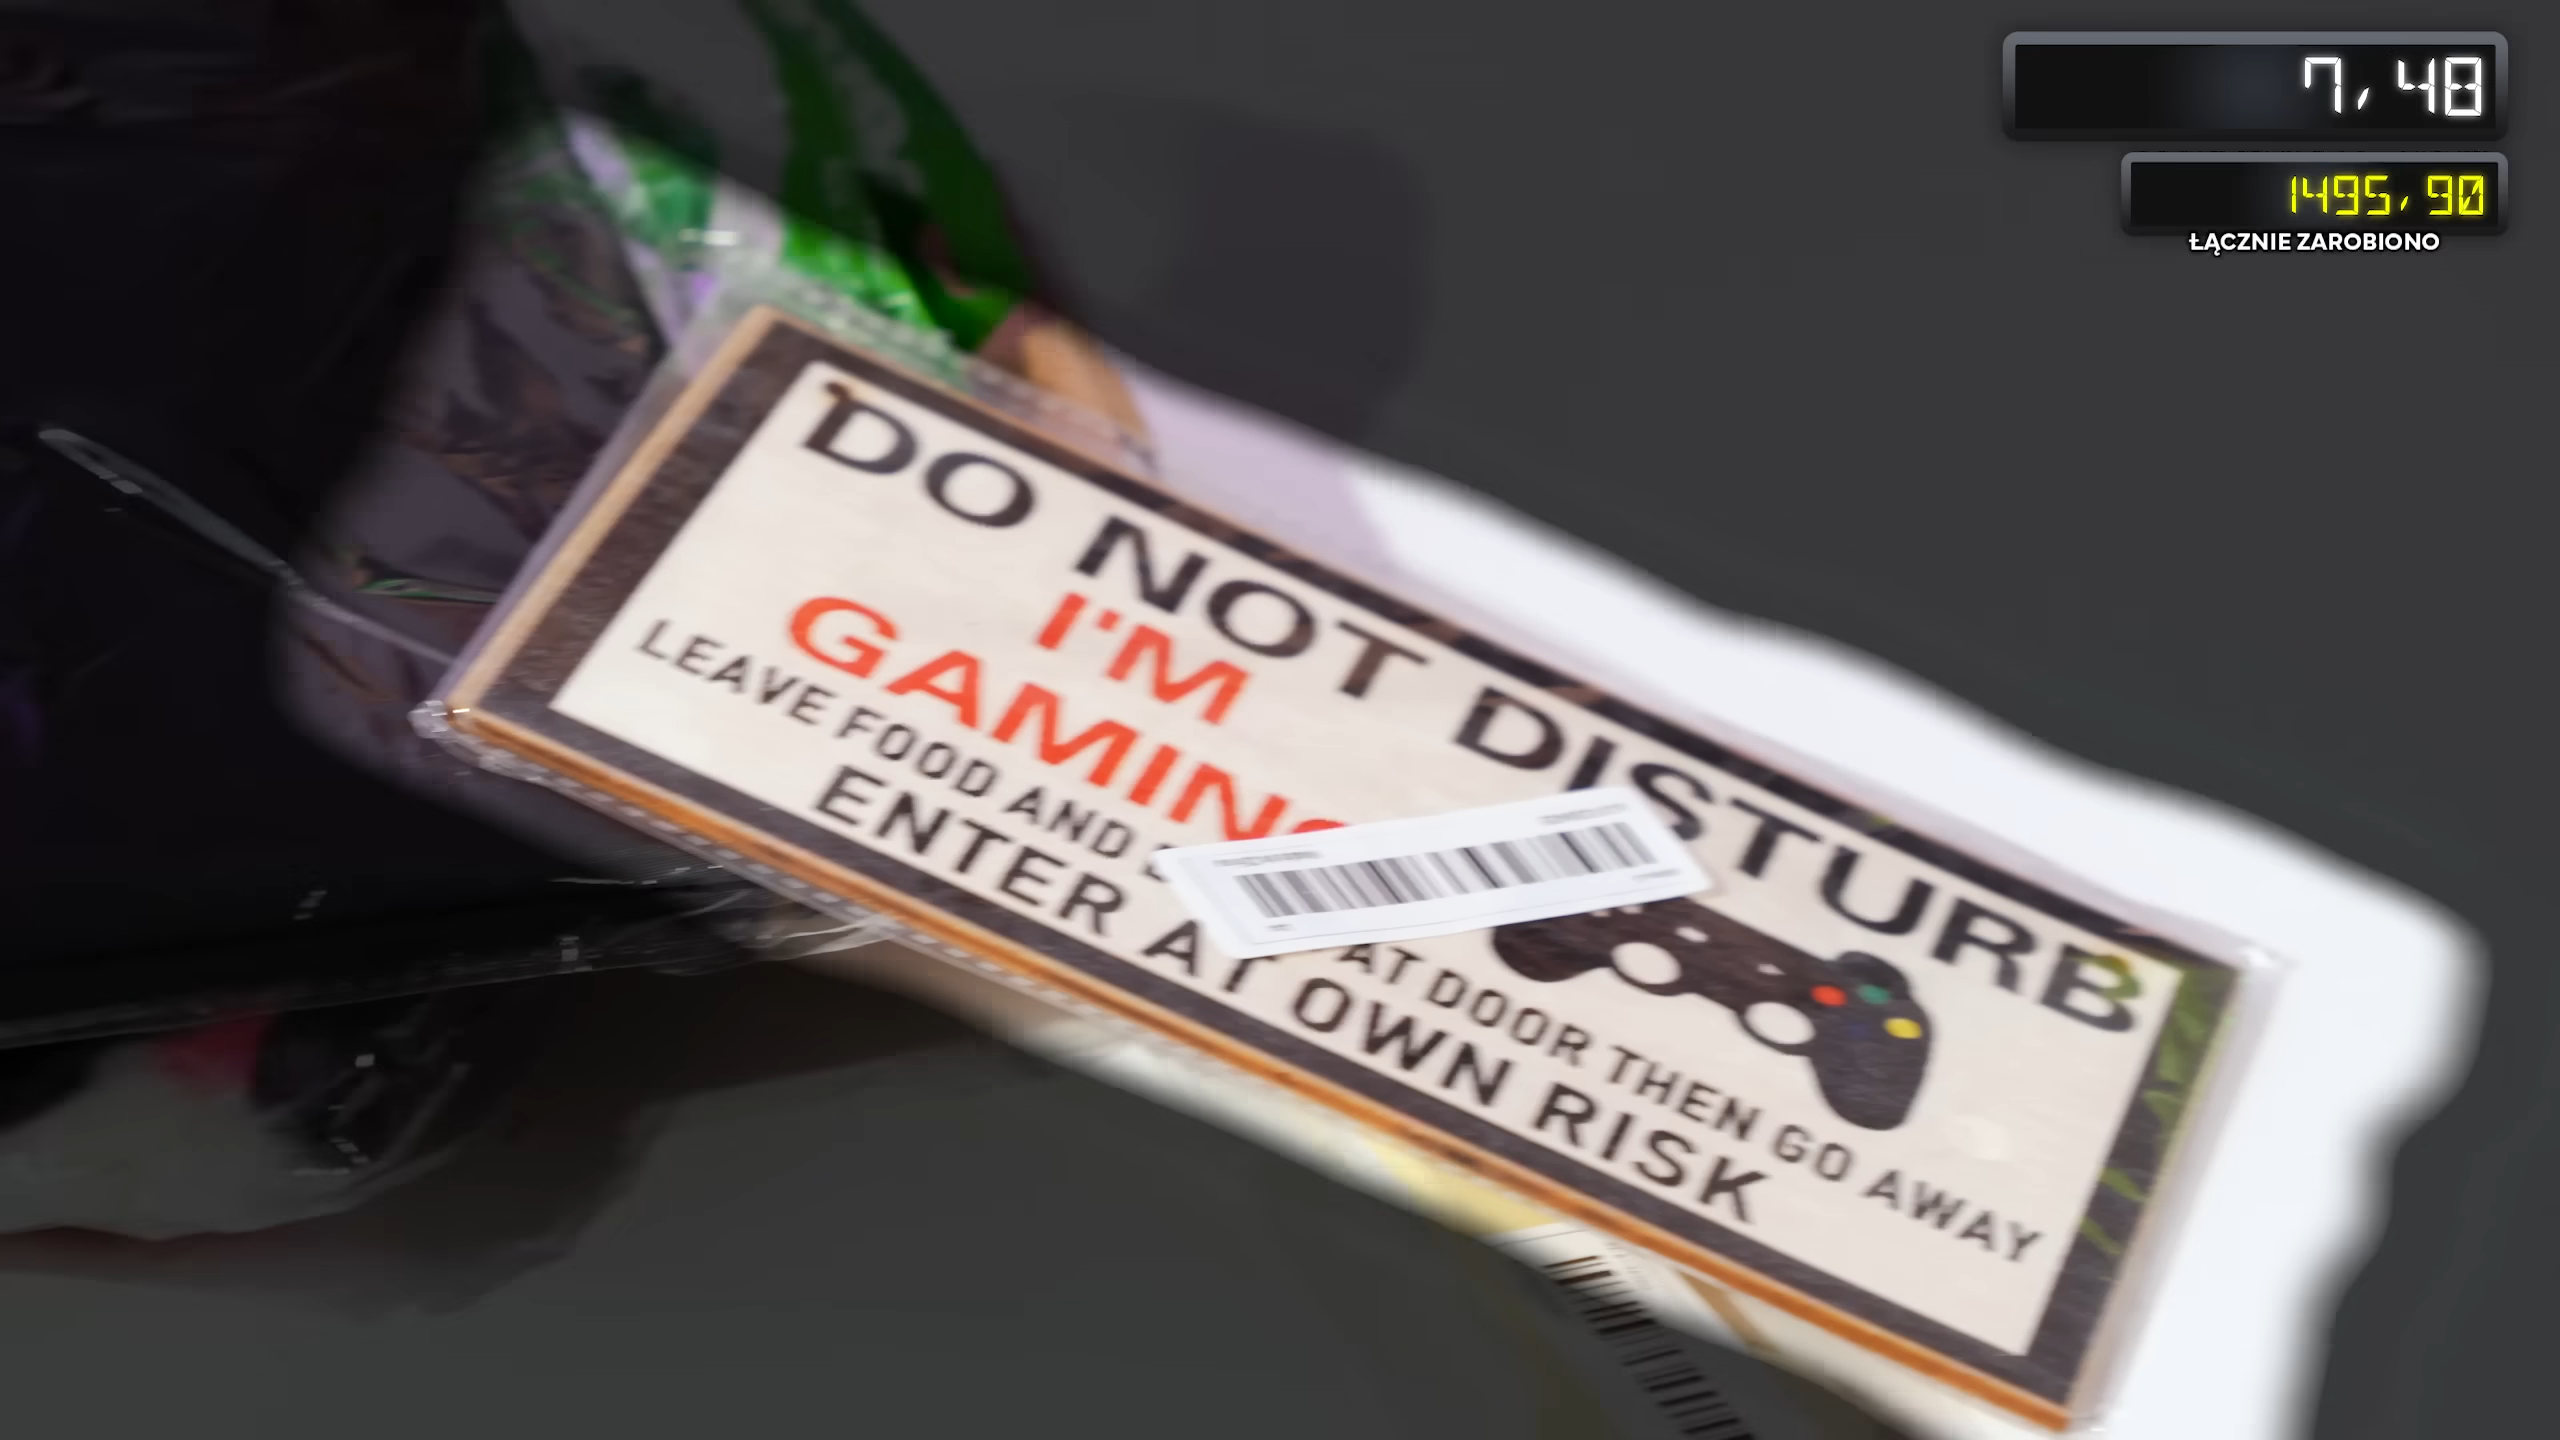 7,48
1495,90
ŁĄCZNIE ZAROBIONO
DO NOT DISTURB
I'M
GAMING
LEAVE FOOD AND AT DOOR THEN GO AWAY
ENTER AT OWN RISK